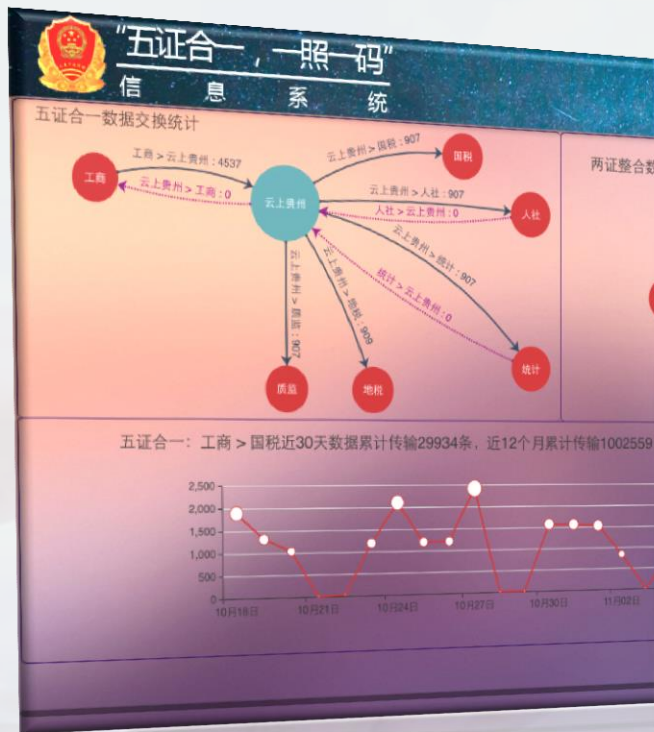 "五证合一，一照一码"
信息系统
五证合一数据交换统计
工商 > 云上贵州 : 4537
云上贵州 > 工商 : 0
工商
云上贵州
云上贵州 > 国税 : 907
国税
云上贵州 > 人社 : 907
人社 > 云上贵州 : 0
人社
云上贵州 > 统计 : 907
统计 > 云上贵州 : 0
统计
云上贵州 > 质监 : 907
质监
云上贵州 > 地税 : 909
地税
两证整合数
五证合一：工商 > 国税近30天数据累计传输29934条，近12个月累计传输1002559
2,500
2,000
1,500
1,000
500
0
10月18日
10月21日
10月24日
10月27日
10月30日
11月02日